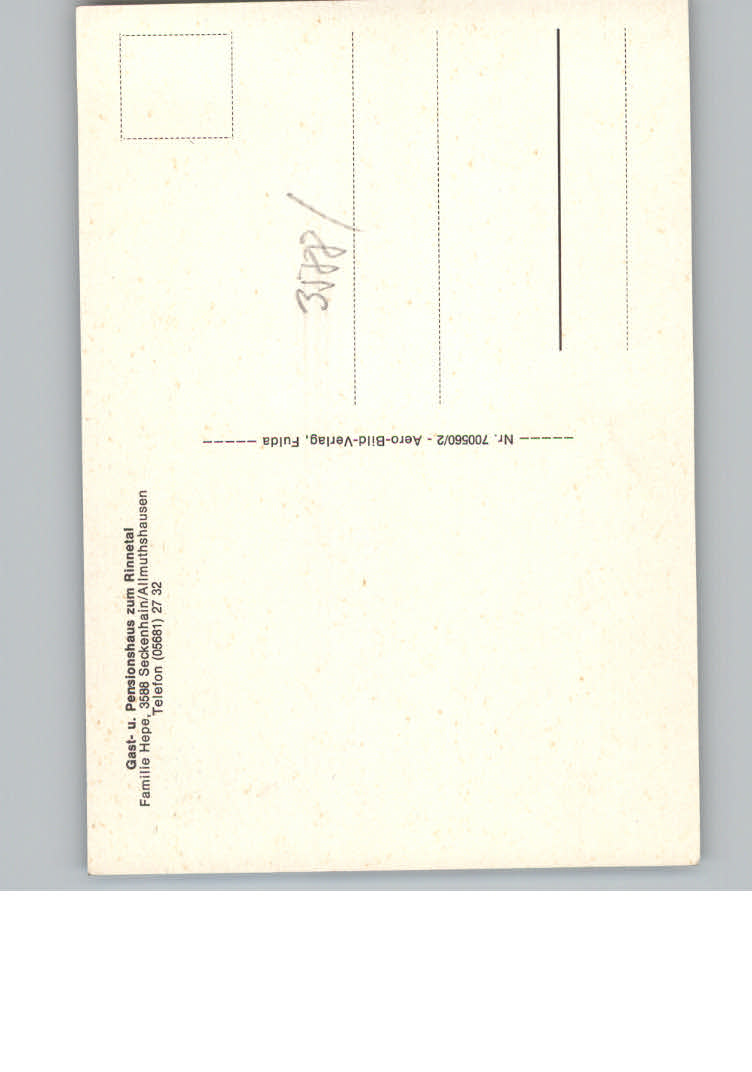 Gast- u. Pensionshaus zum Rinnetal
Familie Hepe, 3588 Seckenhain/Allmuthshausen
Telefon (05681) 27 32
Nr. 700560/2 - Aero-Bild-Verlag, Fulda
3588/